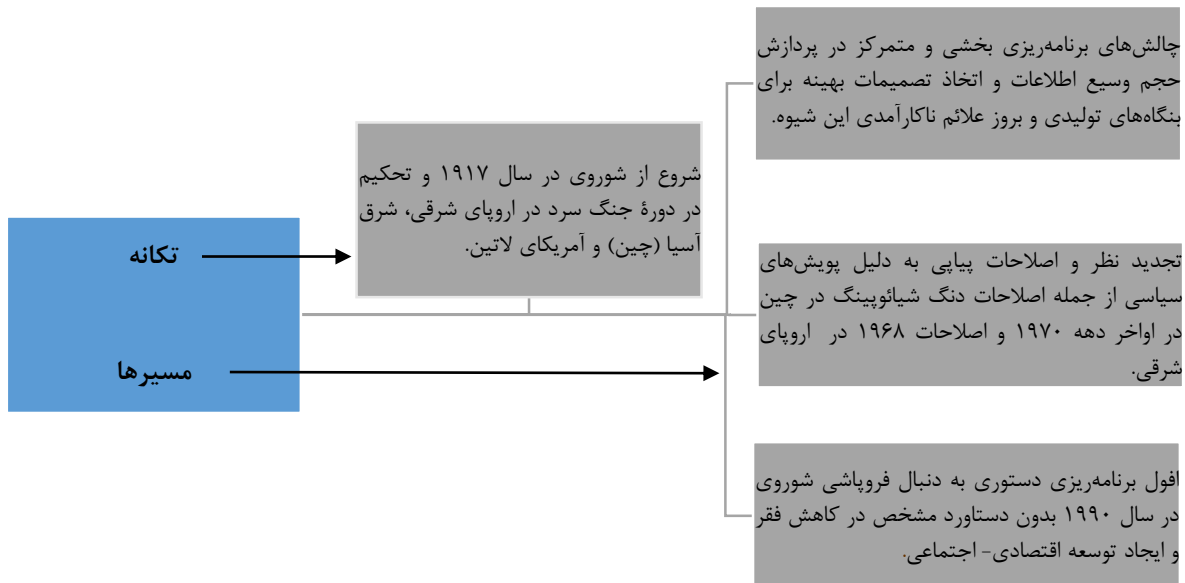 تکانه
مسیرها
شروع از شوروی در سال ۱۹۱۷ و تحکیم
در دورهٔ جنگ سرد در اروپای شرقی، شرق
آسیا (چین) و آمریکای لاتین.
چالش‌های برنامه‌ریزی بخشی و متمرکز در پردازش
حجم وسیع اطلاعات و اتخاذ تصمیمات بهینه برای
بنگاه‌های تولیدی و بروز علائم ناکارآمدی این شیوه.
تجدید نظر و اصلاحات پیاپی به دلیل پویش‌های
سیاسی از جمله اصلاحات دنگ شیائوپینگ در چین
در اواخر دهه ۱۹۷۰ و اصلاحات ۱۹۶۸ در اروپای
شرقی.
افول برنامه‌ریزی دستوری به دنبال فروپاشی شوروی
در سال ۱۹۹۰ بدون دستاورد مشخص در کاهش فقر
و ایجاد توسعه اقتصادی- اجتماعی.